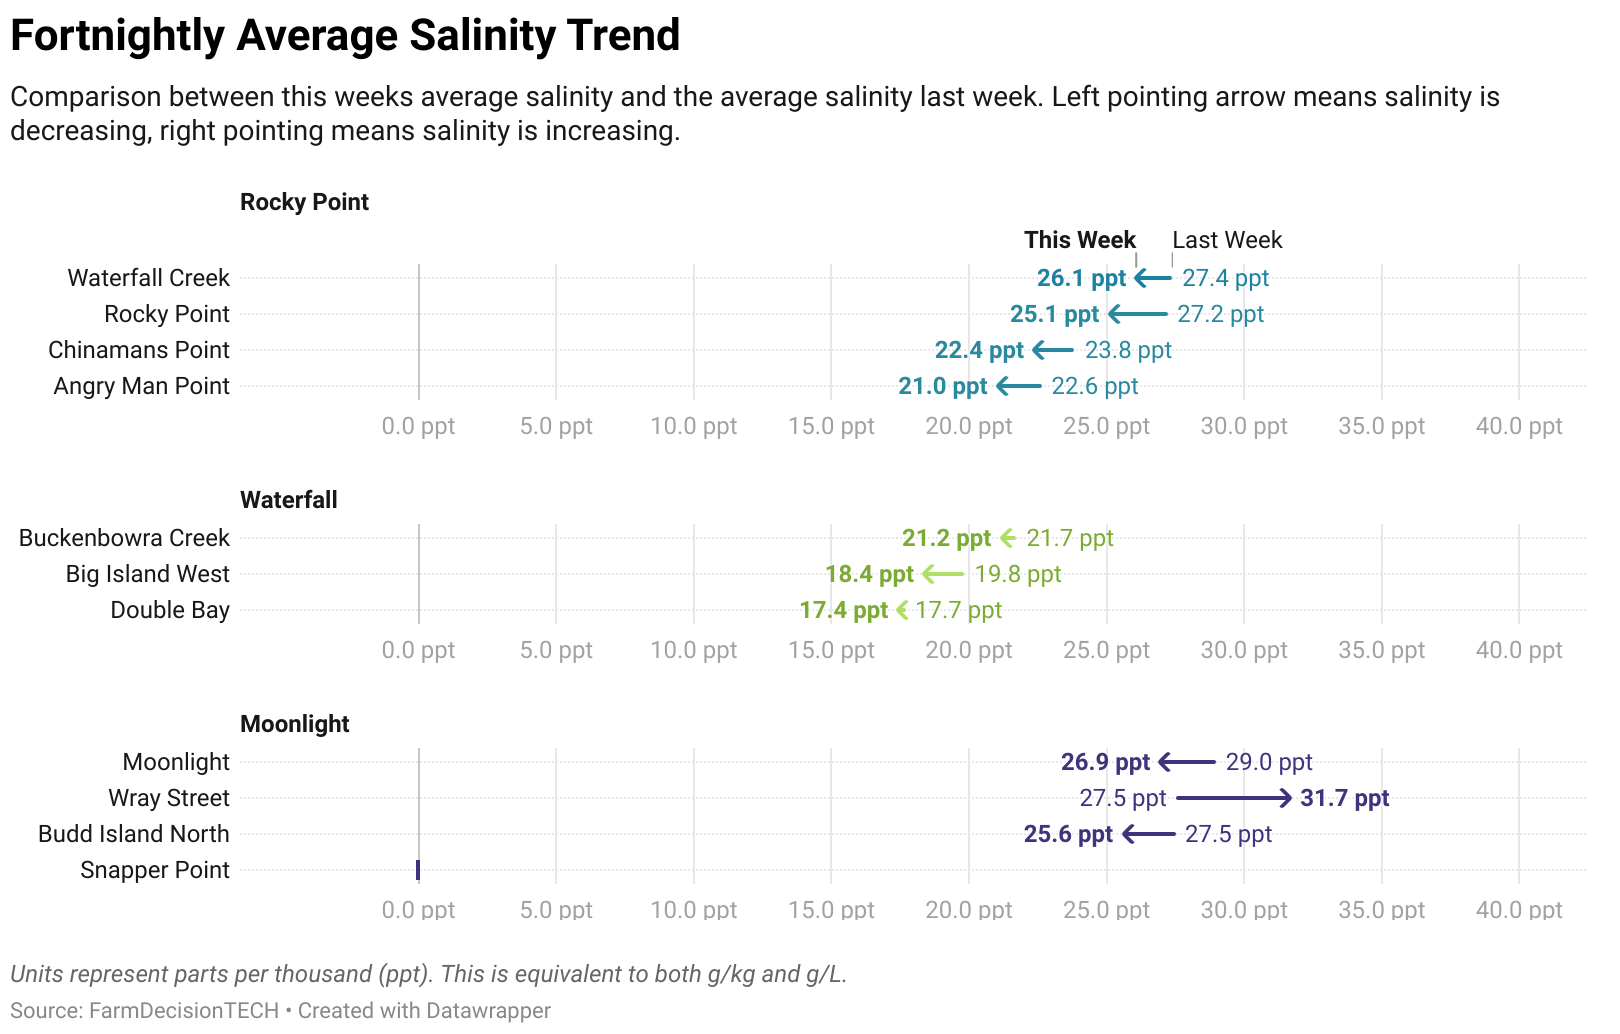 Fortnightly Average Salinity Trend
Comparison between this weeks average salinity and the average salinity last week. Left pointing arrow means salinity is
decreasing, right pointing means salinity is increasing.
Rocky Point
This Week Last Week
Waterfall Creek 26.1 ppt 27.4 ppt
Rocky Point 25.1 ppt 27.2 ppt
Chinamans Point 22.4 ppt 23.8 ppt
Angry Man Point 21.0 ppt 22.6 ppt
0.0 ppt 5.0 ppt 10.0 ppt 15.0 ppt 20.0 ppt 25.0 ppt 30.0 ppt 35.0 ppt 40.0 ppt
Waterfall
Buckenbowra Creek 21.2 ppt 21.7 ppt
Big Island West 18.4 ppt 19.8 ppt
Double Bay 17.4 ppt 17.7 ppt
0.0 ppt 5.0 ppt 10.0 ppt 15.0 ppt 20.0 ppt 25.0 ppt 30.0 ppt 35.0 ppt 40.0 ppt
Moonlight
Moonlight 26.9 ppt 29.0 ppt
Wray Street 27.5 ppt 31.7 ppt
Budd Island North 25.6 ppt 27.5 ppt
Snapper Point
0.0 ppt 5.0 ppt 10.0 ppt 15.0 ppt 20.0 ppt 25.0 ppt 30.0 ppt 35.0 ppt 40.0 ppt
Units represent parts per thousand (ppt). This is equivalent to both g/kg and g/L.
Source: FarmDecisionTECH • Created with Datawrapper